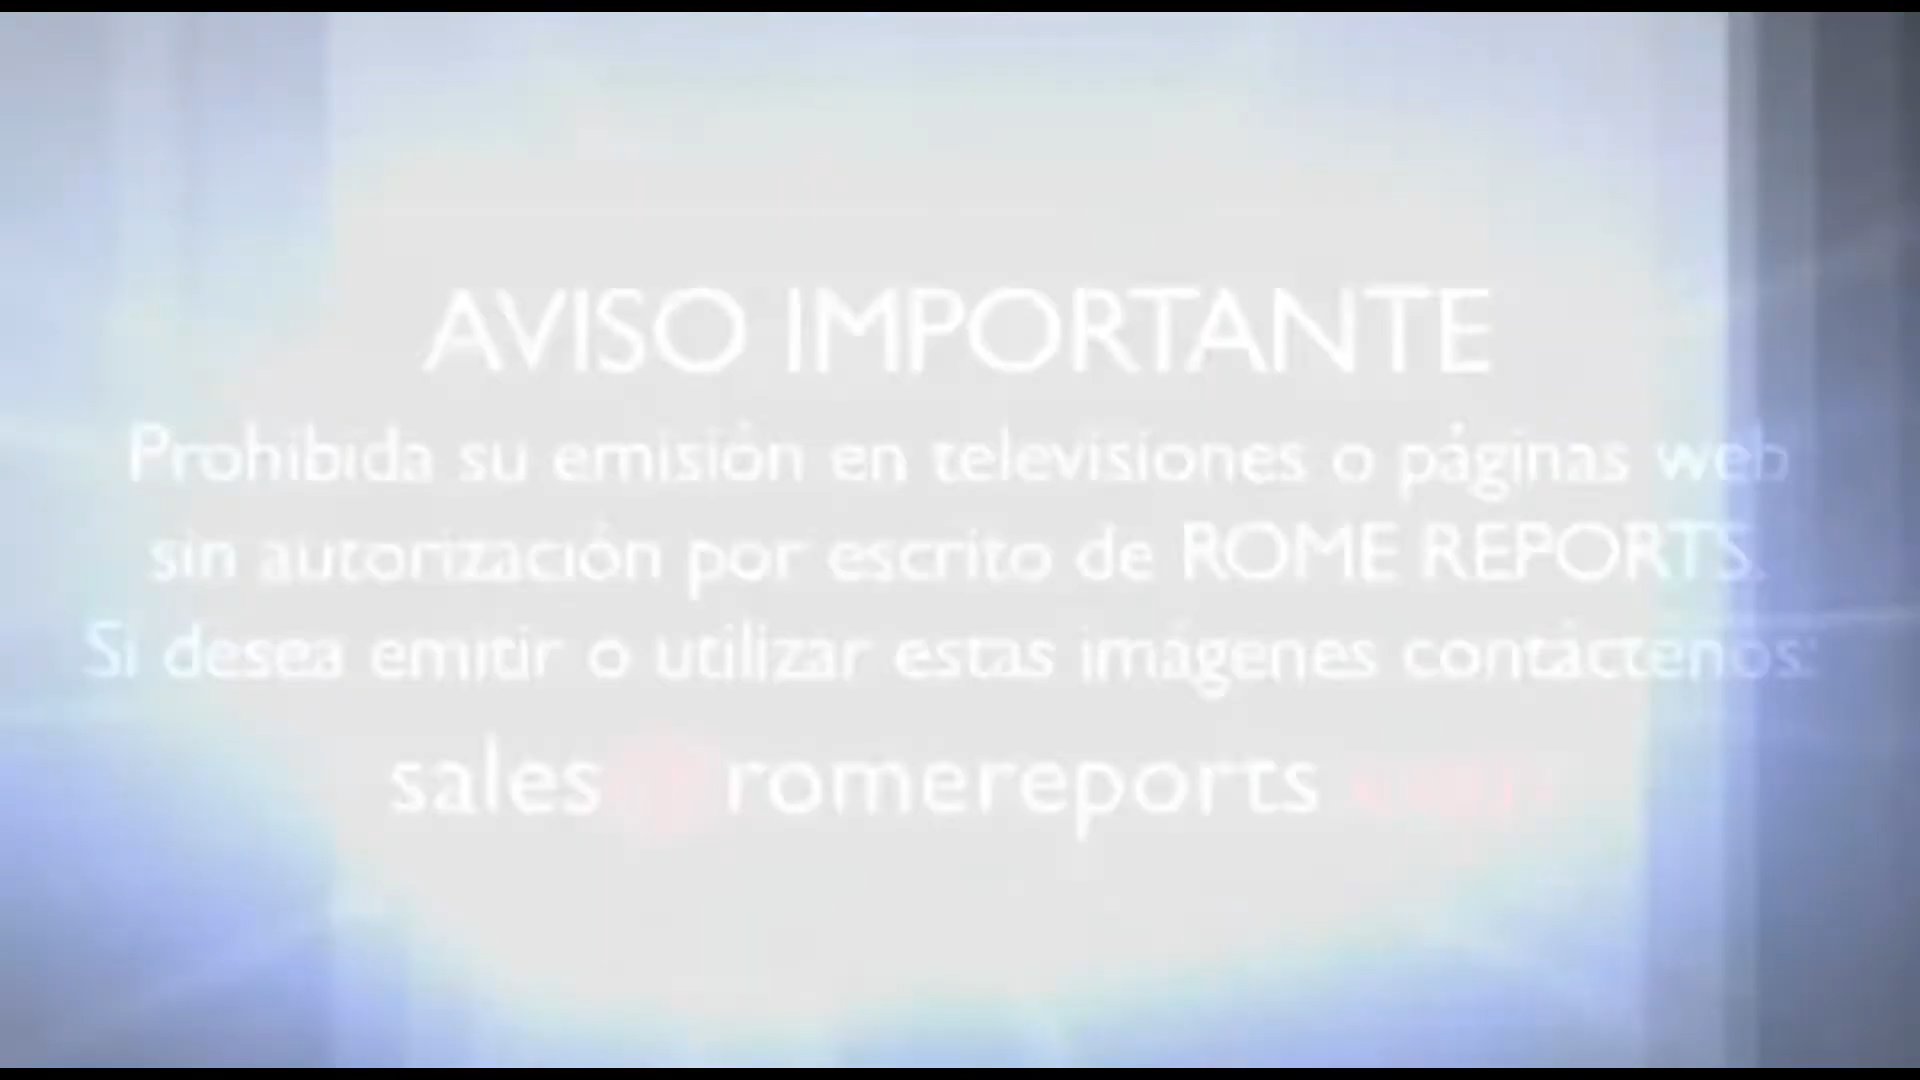 AVISO IMPORTANTE
Prohibida su emisión en televisiones o páginas web
sin autorización por escrito de ROME REPORTS.
Si desea emitir o utilizar estas imágenes contáctenos:
sales romereports